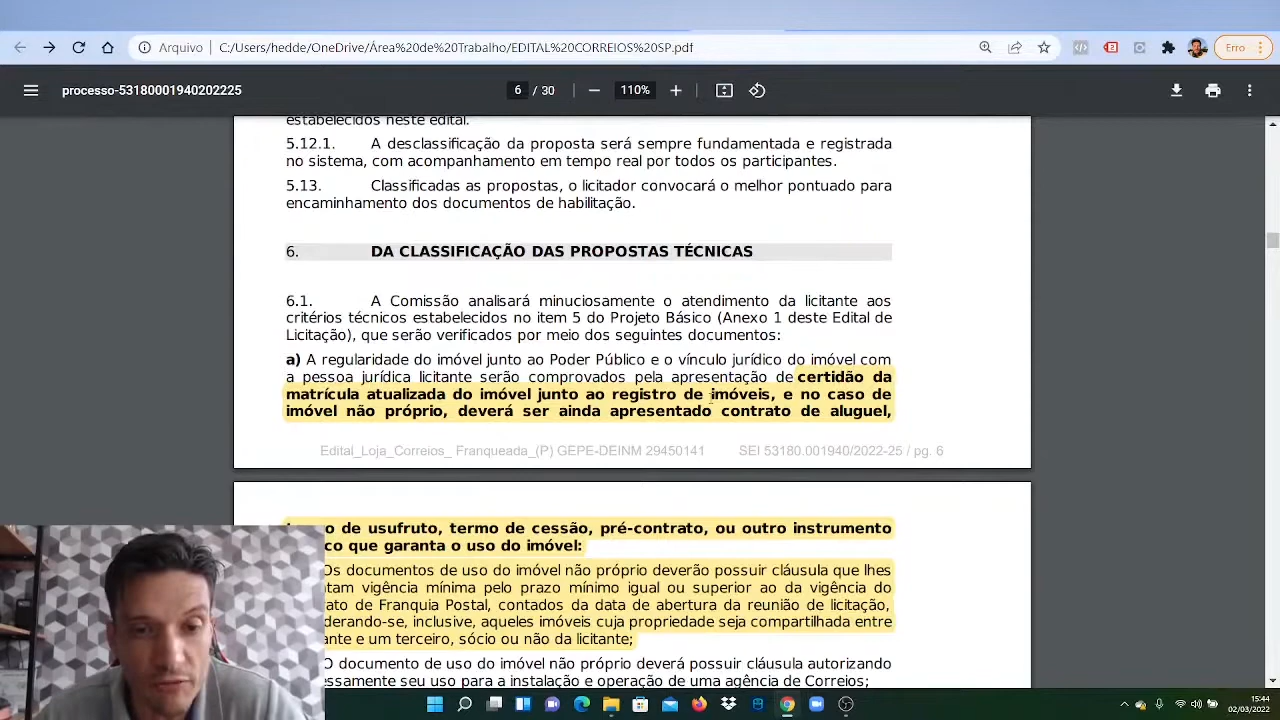 Arquivo
C:/Users/hedde/OneDrive/Área%20de%20Trabalho/EDITAL%20CORREIOS%20SP.pdf
Erro
processo-53180001940202225
6 / 30
110%
estabelecidos neste edital.
5.12.1. A desclassificação da proposta será sempre fundamentada e registrada
no sistema, com acompanhamento em tempo real por todos os participantes.
5.13. Classificadas as propostas, o licitador convocará o melhor pontuado para
encaminhamento dos documentos de habilitação.
6. DA CLASSIFICAÇÃO DAS PROPOSTAS TÉCNICAS
6.1. A Comissão analisará minuciosamente o atendimento da licitante aos
critérios técnicos estabelecidos no item 5 do Projeto Básico (Anexo 1 deste Edital de
Licitação), que serão verificados por meio dos seguintes documentos:
a) A regularidade do imóvel junto ao Poder Público e o vínculo jurídico do imóvel com
a pessoa jurídica licitante serão comprovados pela apresentação de certidão da
matrícula atualizada do imóvel junto ao registro de imóveis, e no caso de
imóvel não próprio, deverá ser ainda apresentado contrato de aluguel,
Edital_Loja_Correios_ Franqueada_(P) GEPE-DEINM 29450141 SEI 53180.001940/2022-25 / pg. 6
de usufruto, termo de cessão, pré-contrato, ou outro instrumento
que garanta o uso do imóvel:
Os documentos de uso do imóvel não próprio deverão possuir cláusula que lhes
vigência mínima pelo prazo mínimo igual ou superior ao da vigência do
de Franquia Postal, contados da data de abertura da reunião de licitação,
inclusive, aqueles imóveis cuja propriedade seja compartilhada entre
e um terceiro, sócio ou não da licitante;
O documento de uso do imóvel não próprio deverá possuir cláusula autorizando
seu uso para a instalação e operação de uma agência de Correios;
15:44
02/03/2022